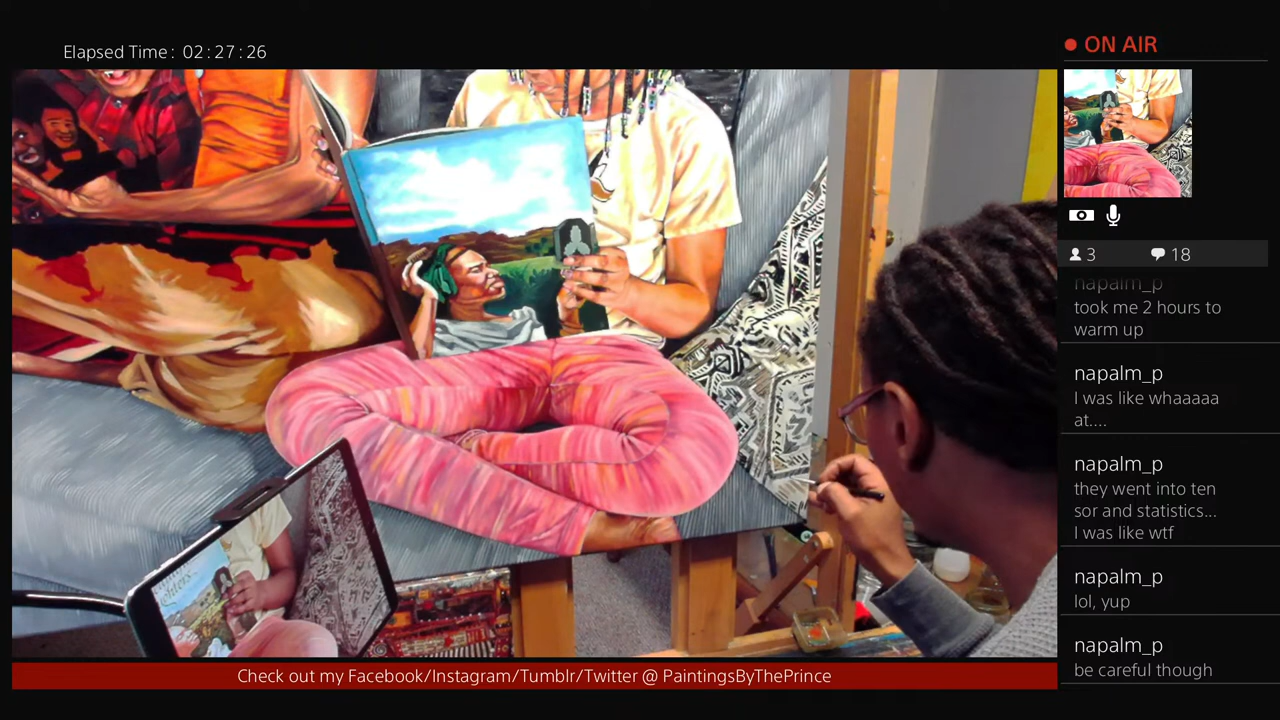 Elapsed Time: 02:27:26
ON AIR
3
18
napalm_p
took me 2 hours to
warm up
napalm_p
I was like whaaaaa
at....
napalm_p
they went into ten
sor and statistics...
I was like wtf
napalm_p
lol, yup
napalm_p
be careful though
Check out my Facebook/Instagram/Tumblr/Twitter @ PaintingsByThePrince